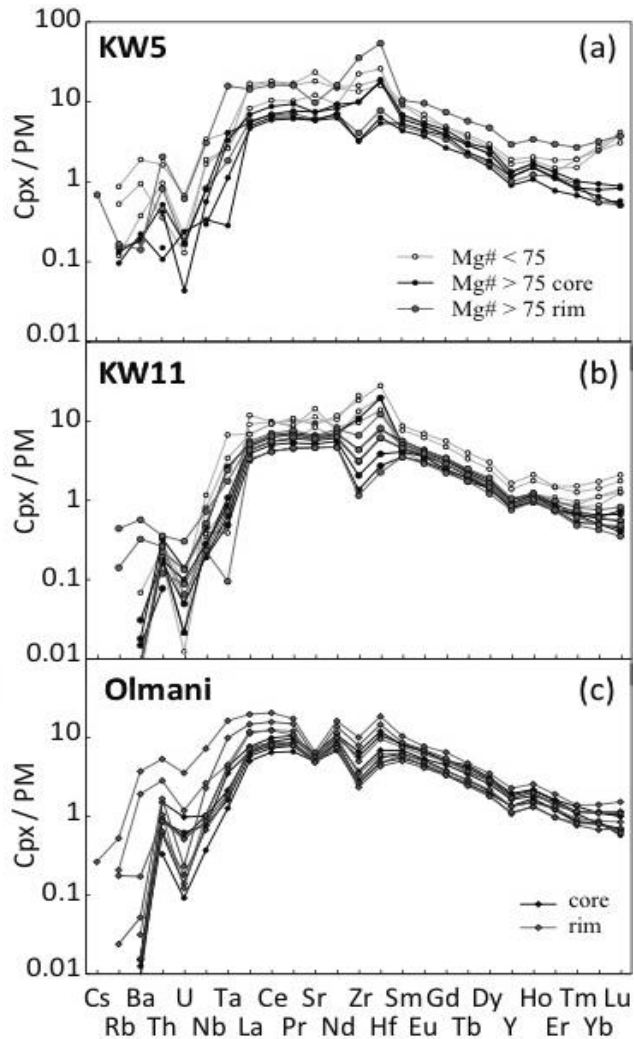 100
KW5
(a)
10
Cpx / PM
1
0.1
Mg# < 75
Mg# > 75 core
Mg# > 75 rim
0.01
KW11
(b)
10
Cpx / PM
1
0.1
0.01
Olmani
(c)
10
Cpx / PM
1
0.1
core
rim
0.01
Cs Ba U Ta Ce Sr Zr Sm Gd Dy Ho Tm Lu
Rb Th Nb La Pr Nd Hf Eu Tb Y Er Yb